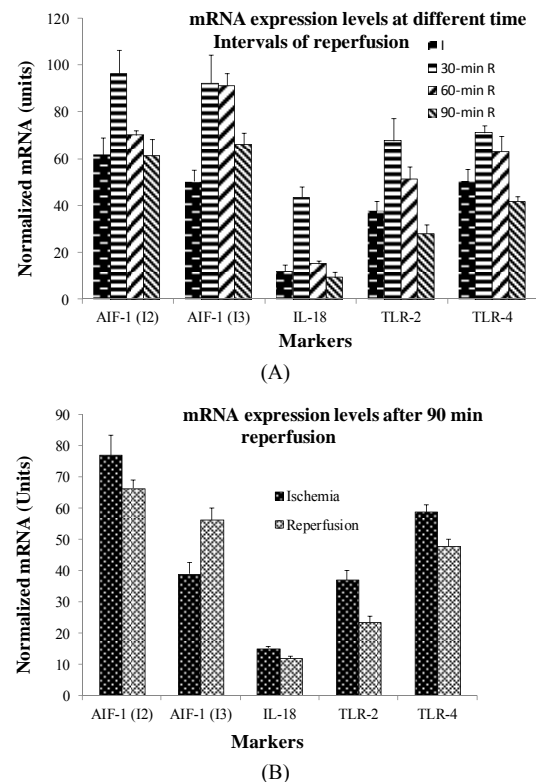 mRNA expression levels at different time
Intervals of reperfusion
I
30-min R
60-min R
90-min R
Normalized mRNA (units)
120
100
80
60
40
20
0
AIF-1 (I2) AIF-1 (I3) IL-18 TLR-2 TLR-4
Markers
(A)
mRNA expression levels after 90 min
reperfusion
Ischemia
Reperfusion
Normalized mRNA (Units)
90
80
70
60
50
40
30
20
10
0
AIF-1 (I2) AIF-1 (I3) IL-18 TLR-2 TLR-4
Markers
(B)